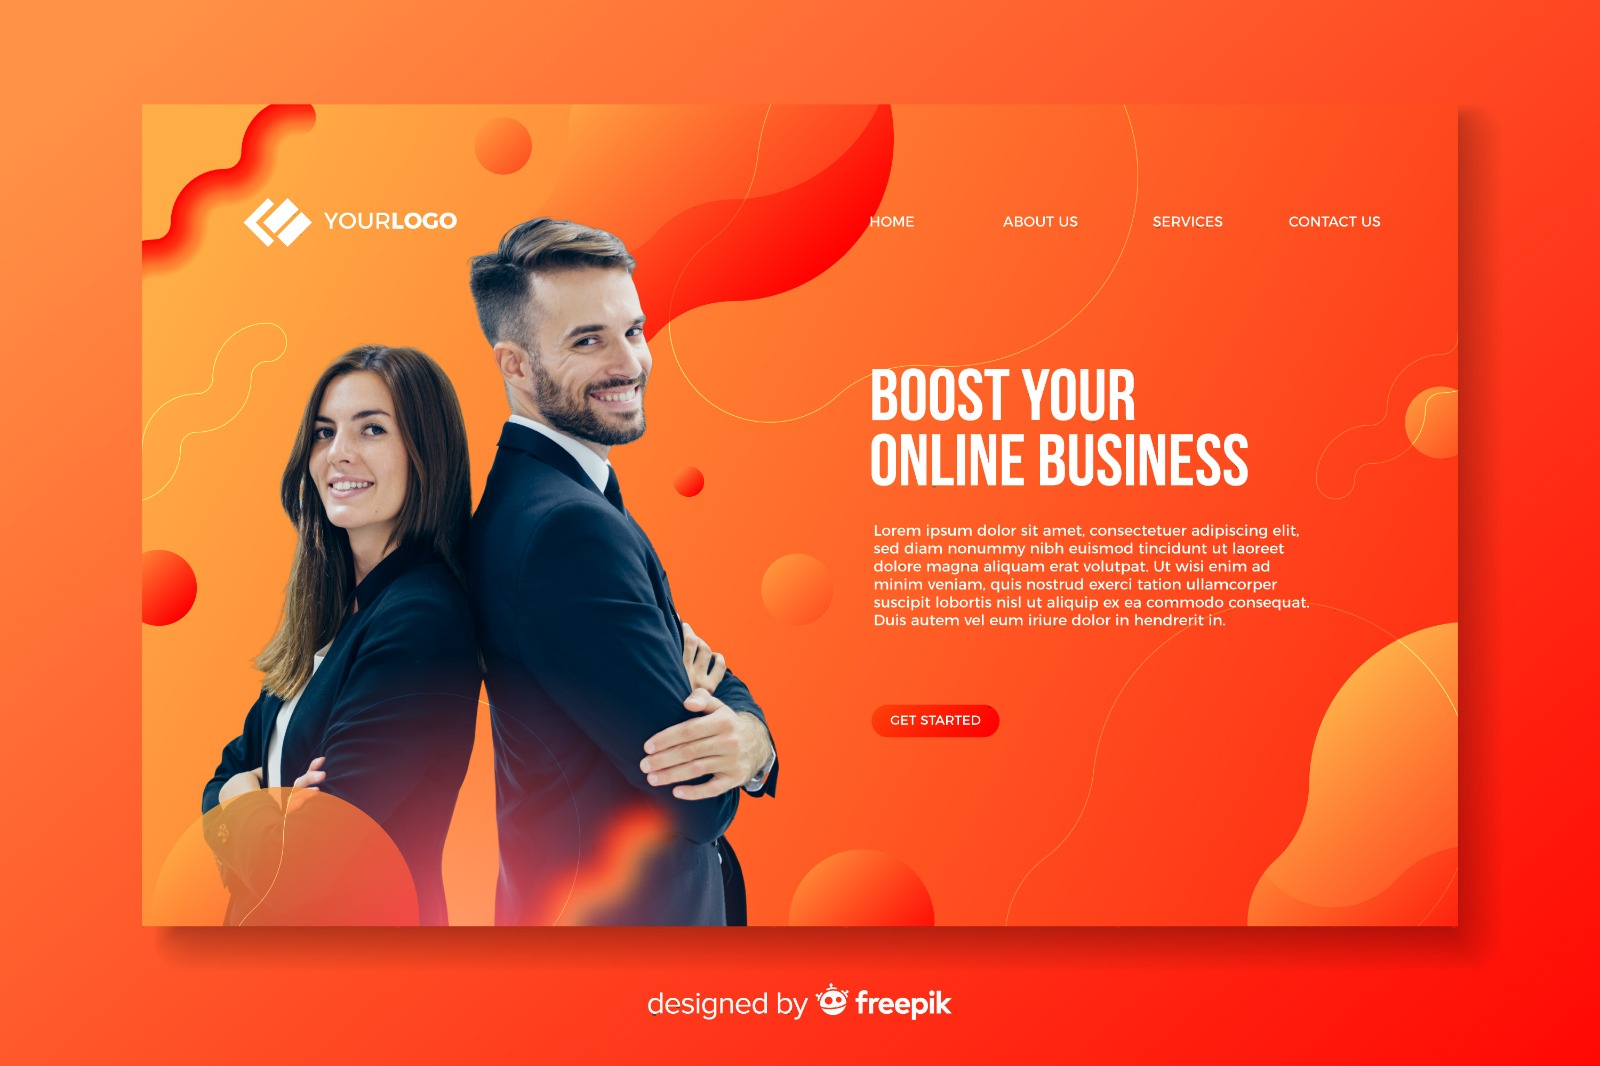 YOURLOGO
HOME ABOUT US SERVICES CONTACT US
BOOST YOUR
ONLINE BUSINESS
Lorem ipsum dolor sit amet, consectetuer adipiscing elit,
sed diam nonummy nibh euismod tincidunt ut laoreet
dolore magna aliquam erat volutpat. Ut wisi enim ad
minim veniam, quis nostrud exerci tation ullamcorper
suscipit lobortis nisl ut aliquip ex ea commodo consequat.
Duis autem vel eum iriure dolor in hendrerit in.
GET STARTED
designed by freepik